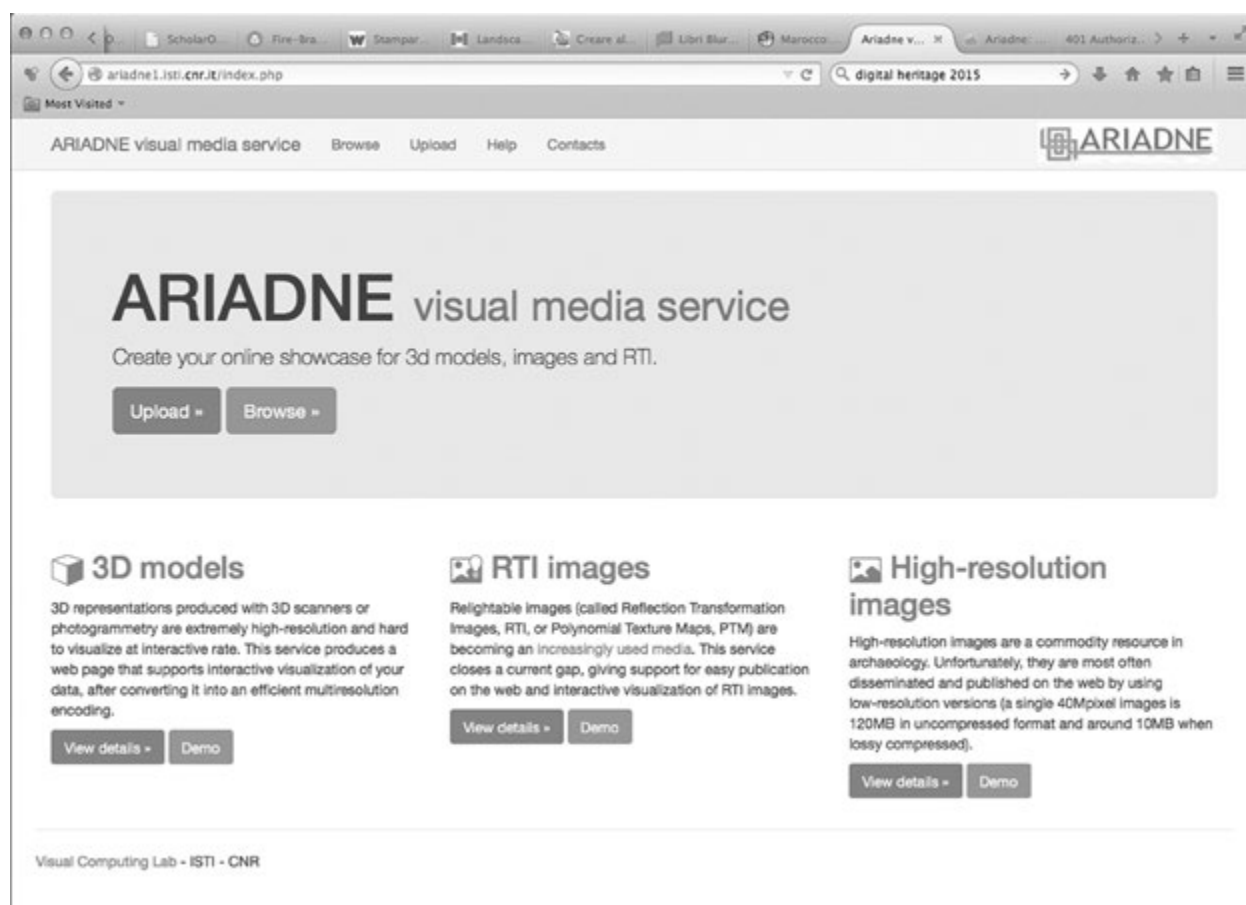 ScholarO...
Fire-Bra...
Stampar...
Landsca...
Creare al...
Libri Blur...
Marocco:...
Ariadne v...
Ariadne: ...
401 Authoriz...
ariadne1.isti.cnr.it/index.php
digital heritage 2015
Most Visited
ARIADNE visual media service Browse Upload Help Contacts
ARIADNE
ARIADNE visual media service
Create your online showcase for 3d models, images and RTI.
Upload » Browse »
3D models
3D representations produced with 3D scanners or
photogrammetry are extremely high-resolution and hard
to visualize at interactive rate. This service produces a
web page that supports interactive visualization of your
data, after converting it into an efficient multiresolution
encoding.
View details » Demo
RTI images
Relightable images (called Reflection Transformation
Images, RTI, or Polynomial Texture Maps, PTM) are
becoming an increasingly used media. This service
closes a current gap, giving support for easy publication
on the web and interactive visualization of RTI images.
View details » Demo
High-resolution
images
High-resolution images are a commodity resource in
archaeology. Unfortunately, they are most often
disseminated and published on the web by using
low-resolution versions (a single 40Mpixel images is
120MB in uncompressed format and around 10MB when
lossy compressed).
View details » Demo
Visual Computing Lab - ISTI - CNR